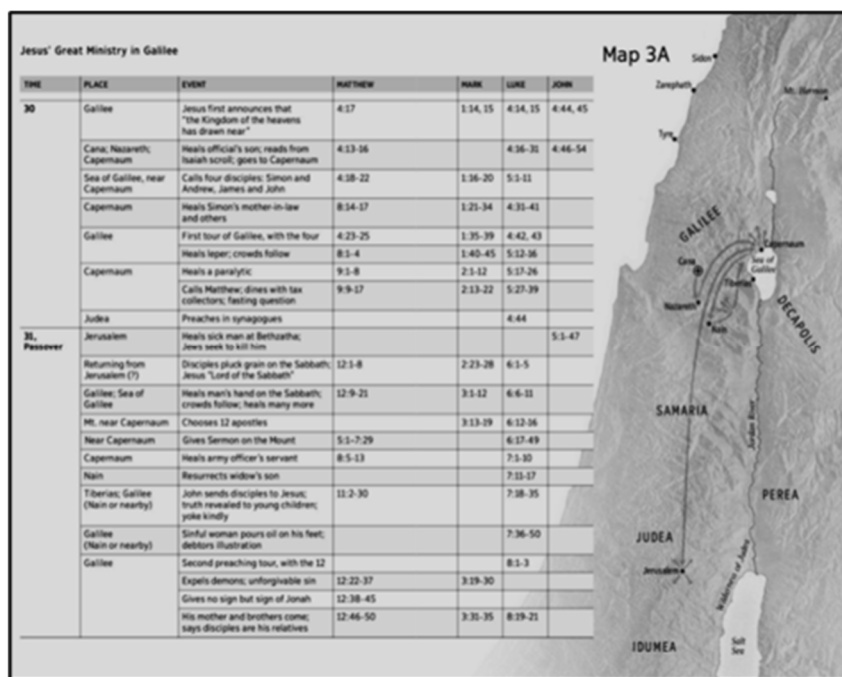 Jesus' Great Ministry in Galilee
Map 3A
TIME PLACE EVENT MATTHEW MARK LUKE JOHN
30 Galilee Jesus first announces that 4:17 1:14, 15 4:14, 15 4:44, 45
"the Kingdom of the heavens
has drawn near"
Cana; Nazareth; Heals official's son; reads from 4:13-16 4:16-31 4:46-54
Capernaum Isaiah scroll; goes to Capernaum
Sea of Galilee, near Calls four disciples: Simon and 4:18-22 1:16-20 5:1-11
Capernaum Andrew, James and John
Capernaum Heals Simon's mother-in-law 8:14-17 1:21-34 4:31-41
and others
Galilee First tour of Galilee, with the four 4:23-25 1:35-39 4:42, 43
Heals leper; crowds follow 8:1-4 1:40-45 5:12-16
Capernaum Heals a paralytic 9:1-8 2:1-12 5:17-26
Calls Matthew; dines with tax 9:9-17 2:13-22 5:27-39
collectors; fasting question
Judea Preaches in synagogues 4:44
31, Jerusalem Heals sick man at Bethzatha; 5:1-47
Passover Jews seek to kill him
Returning from Disciples pluck grain on the Sabbath; 12:1-8 2:23-28 6:1-5
Jerusalem (?) Jesus "Lord of the Sabbath"
Galilee; Sea of Heals man's hand on the Sabbath; 12:9-21 3:1-12 6:6-11
Galilee crowds follow; heals many more
Mt. near Capernaum Chooses 12 apostles 3:13-19 6:12-16
Near Capernaum Gives Sermon on the Mount 5:1-7:29 6:17-49
Capernaum Heals army officer's servant 8:5-13 7:1-10
Nain Resurrects widow's son 7:11-17
Tiberias; Galilee John sends disciples to Jesus; 11:2-30 7:18-35
(Nain or nearby) truth revealed to young children;
yoke kindly
Galilee Sinful woman pours oil on his feet; 7:36-50
(Nain or nearby) debtors illustration
Galilee Second preaching tour, with the 12 8:1-3
Expels demons; unforgivable sin 12:22-37 3:19-30
Gives no sign but sign of Jonah 12:38-45
His mother and brothers come; 12:46-50 3:31-35 8:19-21
says disciples are his relatives
Sidon
Zarephath
Mt. Hermon
Tyre
GALILEE
Capernaum
Cana
Sea of
Galilee
Tiberias
Nazareth
Nain
DECAPOLIS
SAMARIA
Jordan River
PEREA
JUDEA
Jerusalem
Wilderness of Judea
Salt
Sea
IDUMEA